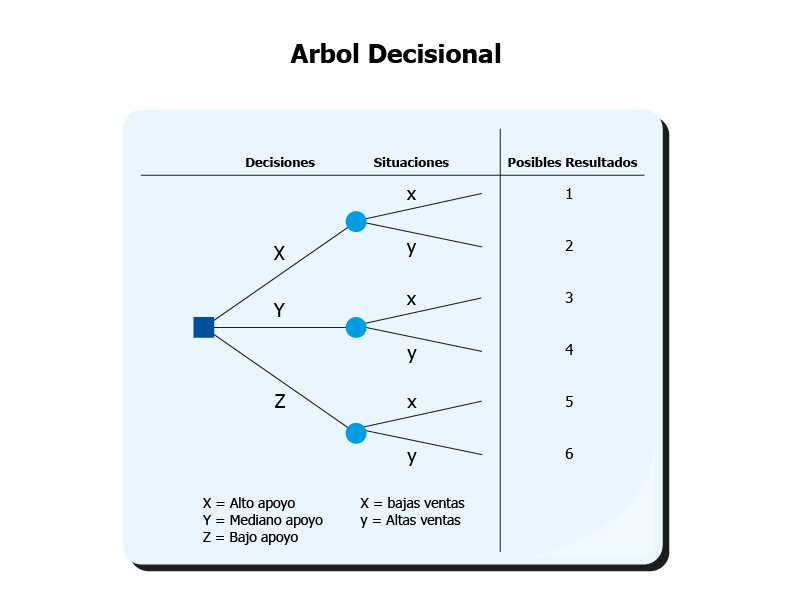 Arbol Decisional
Decisiones Situaciones Posibles Resultados
x 1
X y 2
x 3
Y y 4
x 5
Z y 6
X = Alto apoyo X = bajas ventas
Y = Mediano apoyo y = Altas ventas
Z = Bajo apoyo